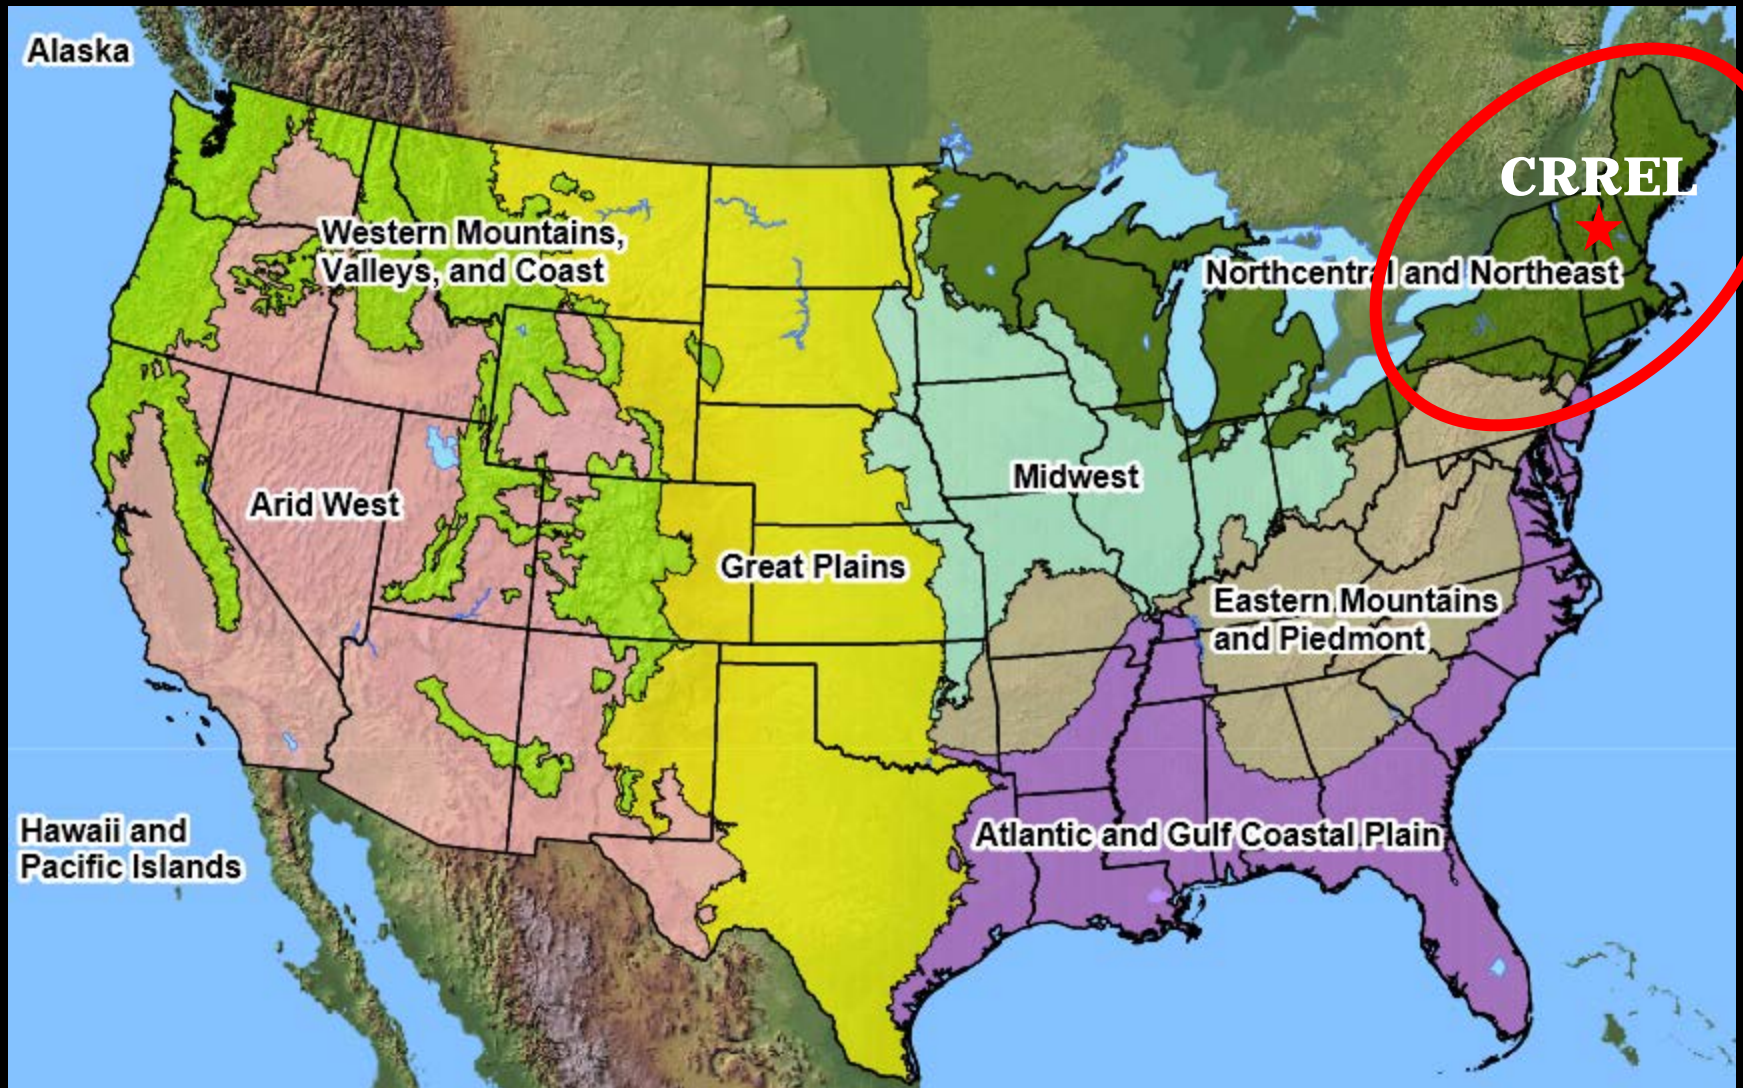 Alaska
CRREL
Western Mountains,
Valleys, and Coast
Northcentral and Northeast
Arid West
Midwest
Great Plains
Eastern Mountains
and Piedmont
Hawaii and
Pacific Islands
Atlantic and Gulf Coastal Plain